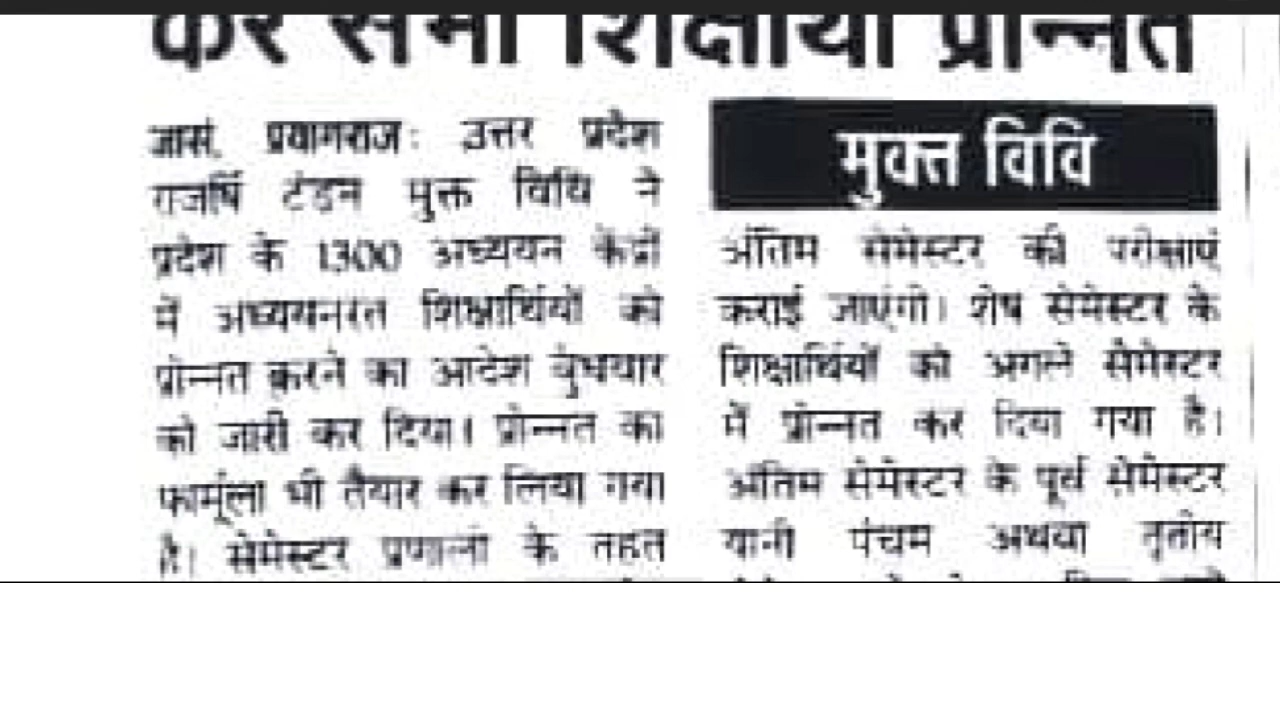 कर सभी शिक्षार्थी प्रोन्नत
जासं, प्रयागराज: उत्तर प्रदेश
राजर्षि टंडन मुक्त विवि ने
प्रदेश के 1300 अध्ययन केंद्रों
में अध्ययनरत शिक्षार्थियों को
प्रोन्नत करने का आदेश बुधवार
को जारी कर दिया। प्रोन्नत का
फार्मूला भी तैयार कर लिया गया
है। सेमेस्टर प्रणाली के तहत
मुक्त विवि
अंतिम सेमेस्टर की परीक्षाएं
कराई जाएंगी। शेष सेमेस्टर के
शिक्षार्थियों को अगले सेमेस्टर
में प्रोन्नत कर दिया गया है।
अंतिम सेमेस्टर के पूर्व सेमेस्टर
यानी पंचम अथवा तृतीय